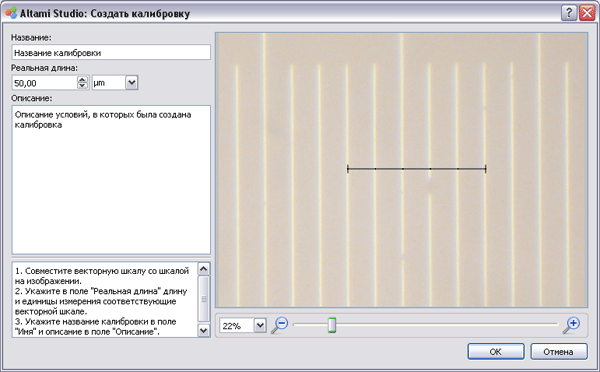 Altami Studio: Создать калибровку
Название:
Название калибровки
Реальная длина:
50,00
µm
Описание:
Описание условий, в которых была создана
калибровка
1. Совместите векторную шкалу со шкалой
на изображении.
2. Укажите в поле "Реальная длина" длину
и единицы измерения соответствующие
векторной шкале.
3. Укажите название калибровки в поле
"Имя" и описание в поле "Описание".
22%
OK
Отмена